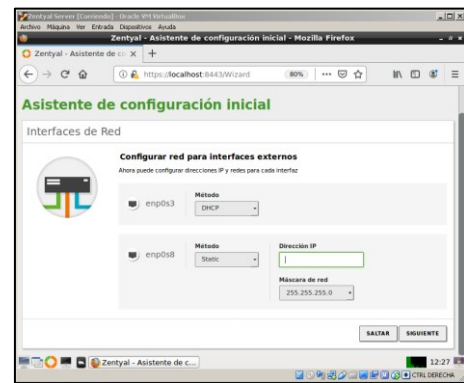 Zentyal Server [Corriendo] - Oracle VM VirtualBox
Archivo Máquina Ver Entrada Dispositivos Ayuda
Zentyal - Asistente de configuración inicial - Mozilla Firefox
Zentyal - Asistente de co
https://localhost:8443/Wizard 80%
Asistente de configuración inicial
Interfaces de Red
Configurar red para interfaces externos
Ahora puede configurar direcciones IP y redes para cada interfaz
enp0s3
Método
DHCP
enp0s8
Método
Static
Dirección IP
Máscara de red
255.255.255.0
SALTAR SIGUIENTE
Zentyal - Asistente de c...
12:27
CTRL DERECHA